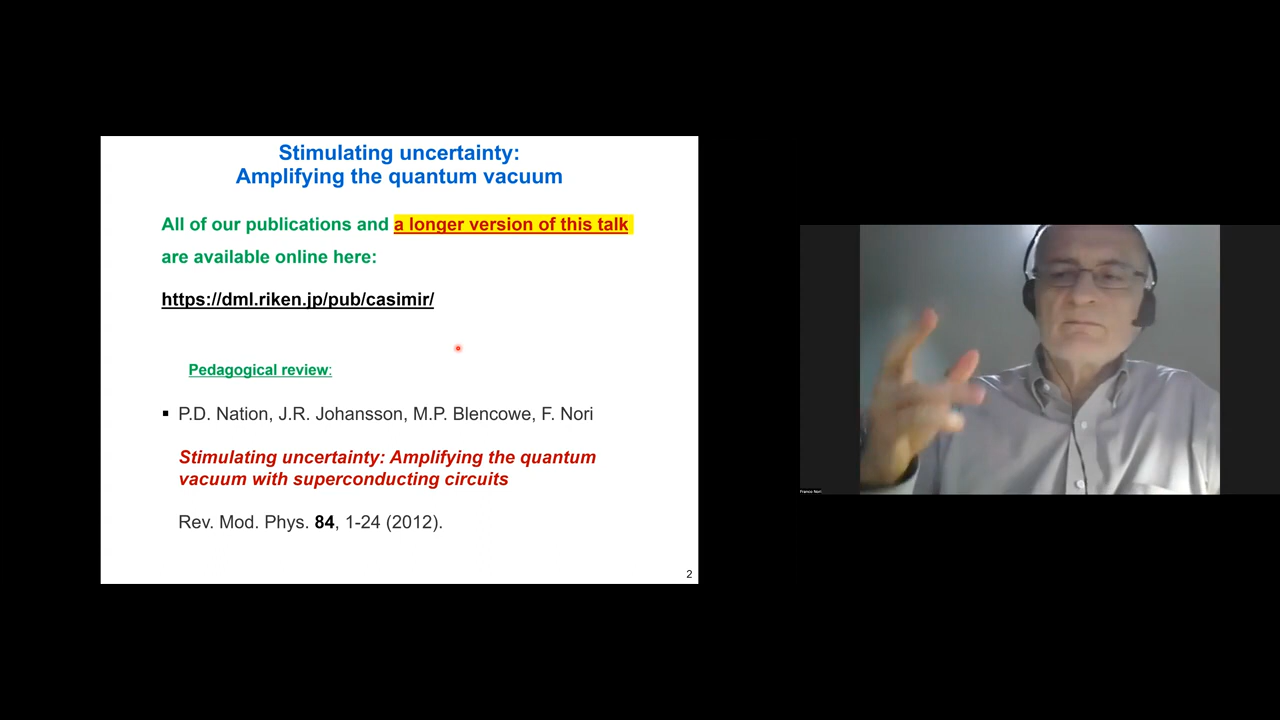 Stimulating uncertainty:
Amplifying the quantum vacuum
All of our publications and a longer version of this talk
are available online here:
https://dml.riken.jp/pub/casimir/
Pedagogical review:
▪ P.D. Nation, J.R. Johansson, M.P. Blencowe, F. Nori
Stimulating uncertainty: Amplifying the quantum
vacuum with superconducting circuits
Rev. Mod. Phys. 84, 1-24 (2012).
2
Franco Nori